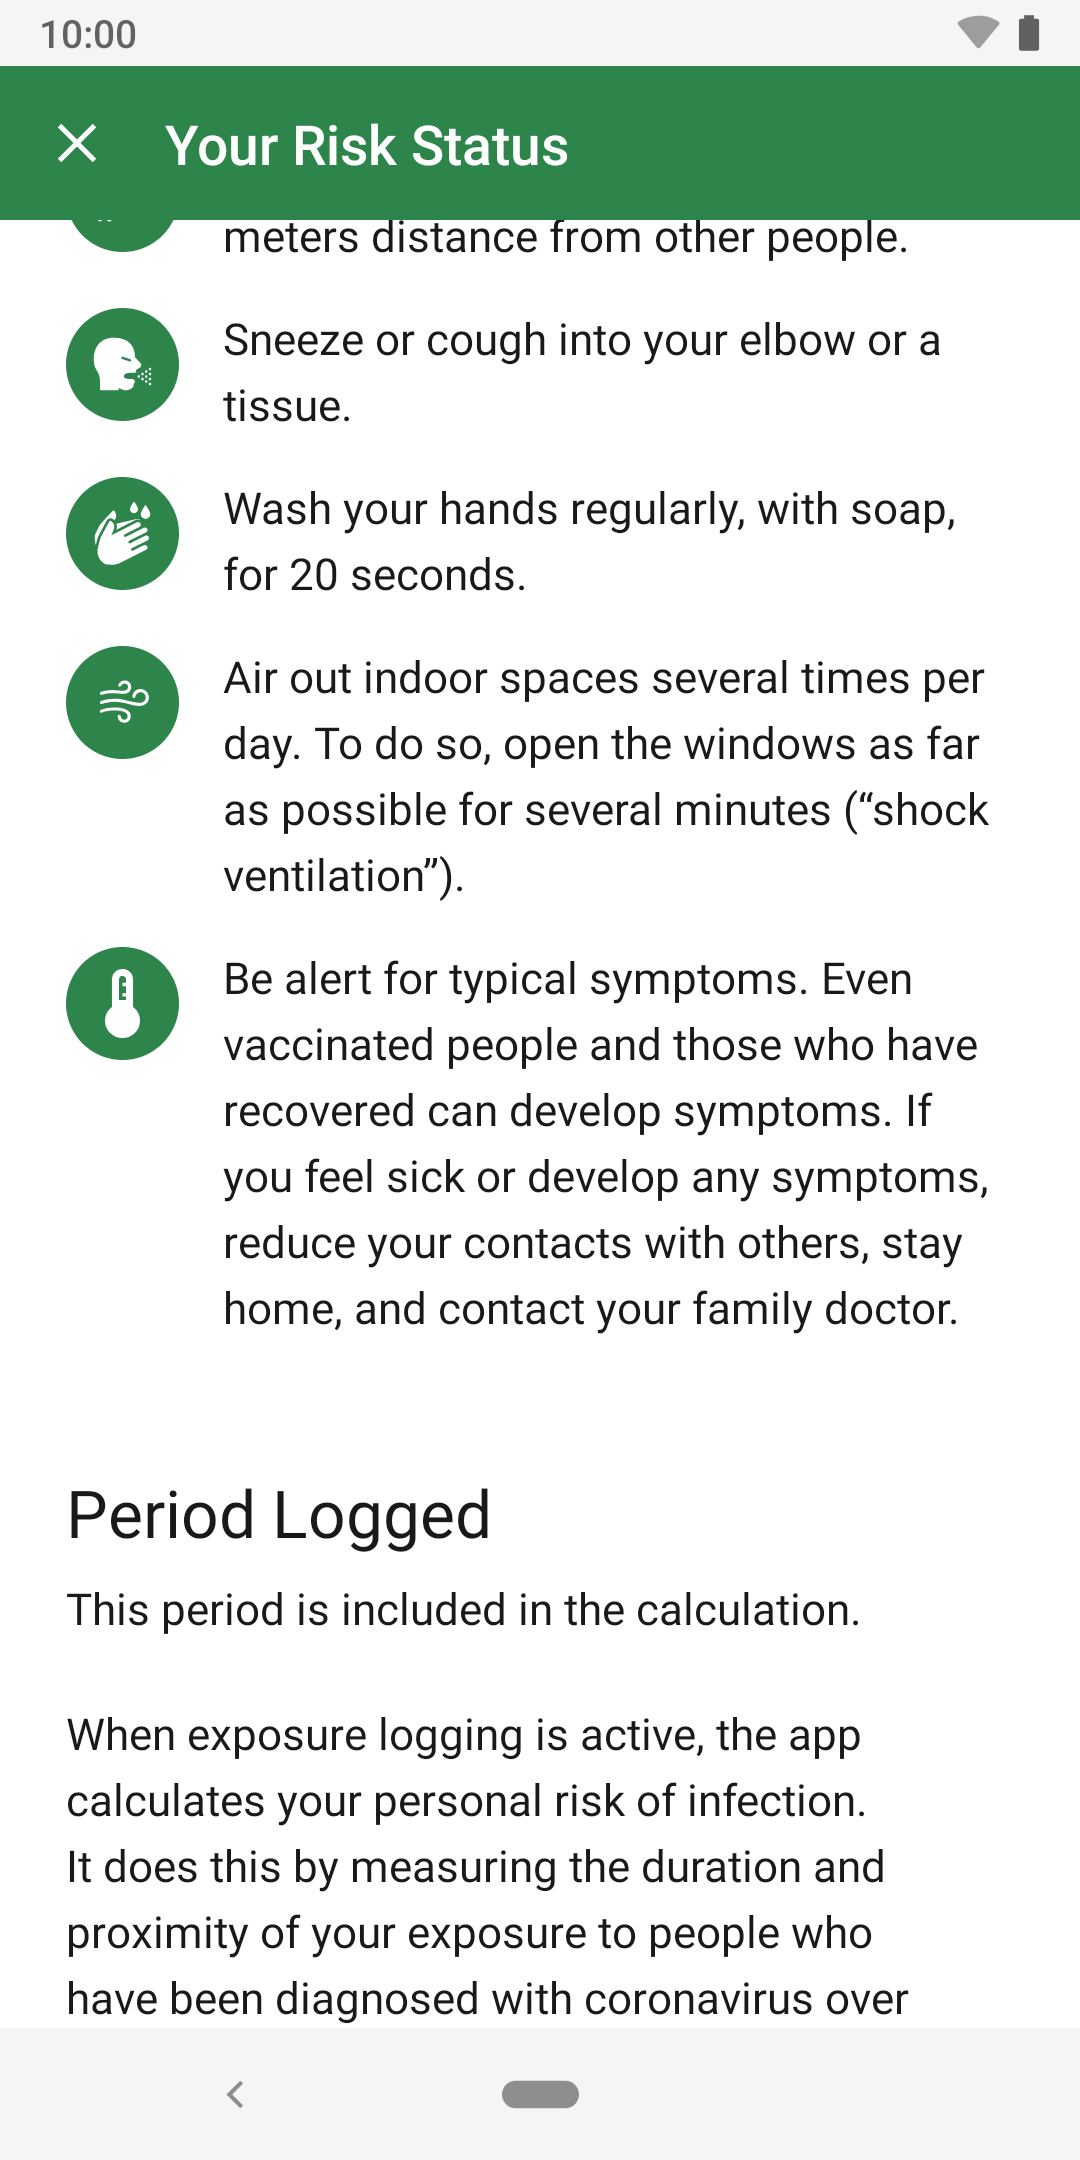 10:00
Your Risk Status
meters distance from other people.
Sneeze or cough into your elbow or a
tissue.
Wash your hands regularly, with soap,
for 20 seconds.
Air out indoor spaces several times per
day. To do so, open the windows as far
as possible for several minutes (“shock
ventilation”).
Be alert for typical symptoms. Even
vaccinated people and those who have
recovered can develop symptoms. If
you feel sick or develop any symptoms,
reduce your contacts with others, stay
home, and contact your family doctor.
Period Logged
This period is included in the calculation.
When exposure logging is active, the app
calculates your personal risk of infection.
It does this by measuring the duration and
proximity of your exposure to people who
have been diagnosed with coronavirus over